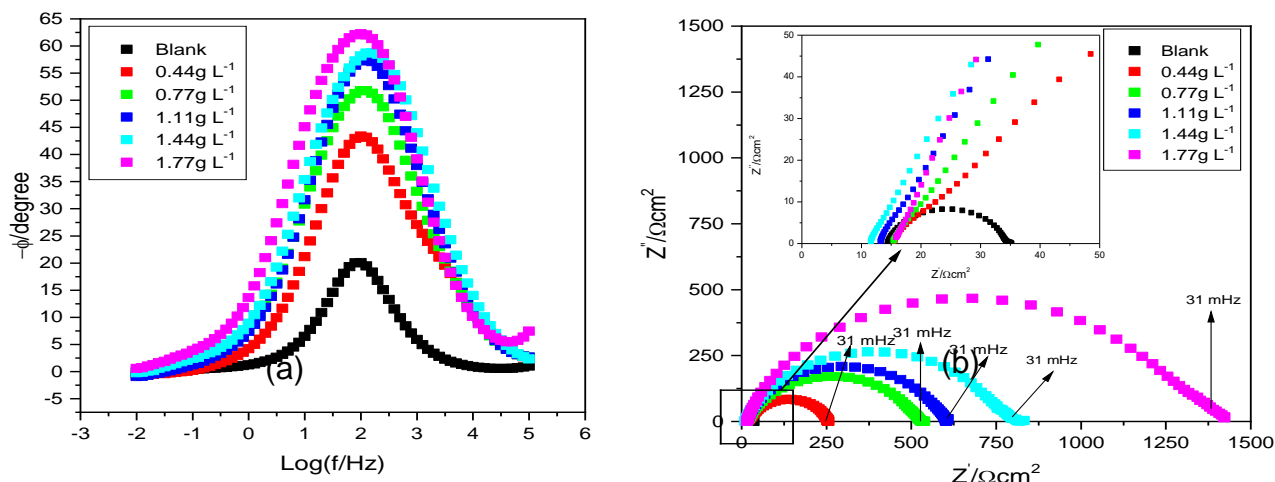 65
60
55
50
45
40
35
30
25
20
15
10
5
0
-5
-ϕ/degree
Blank
0.44g L⁻¹
0.77g L⁻¹
1.11g L⁻¹
1.44g L⁻¹
1.77g L⁻¹
(a)
-3 -2 -1 0 1 2 3 4 5 6
Log(f/Hz)
1500
1250
1000
750
500
250
0
Z"/Ωcm²
50
40
30
20
10
0
Z"/Ωcm²
0 10 20 30 40 50
Z'/Ωcm²
Blank
0.44g L⁻¹
0.77g L⁻¹
1.11g L⁻¹
1.44g L⁻¹
1.77g L⁻¹
31 mHz
31 mHz
31 mHz
31 mHz
31 mHz
(b)
0 250 500 750 1000 1250 1500
Z'/Ωcm²